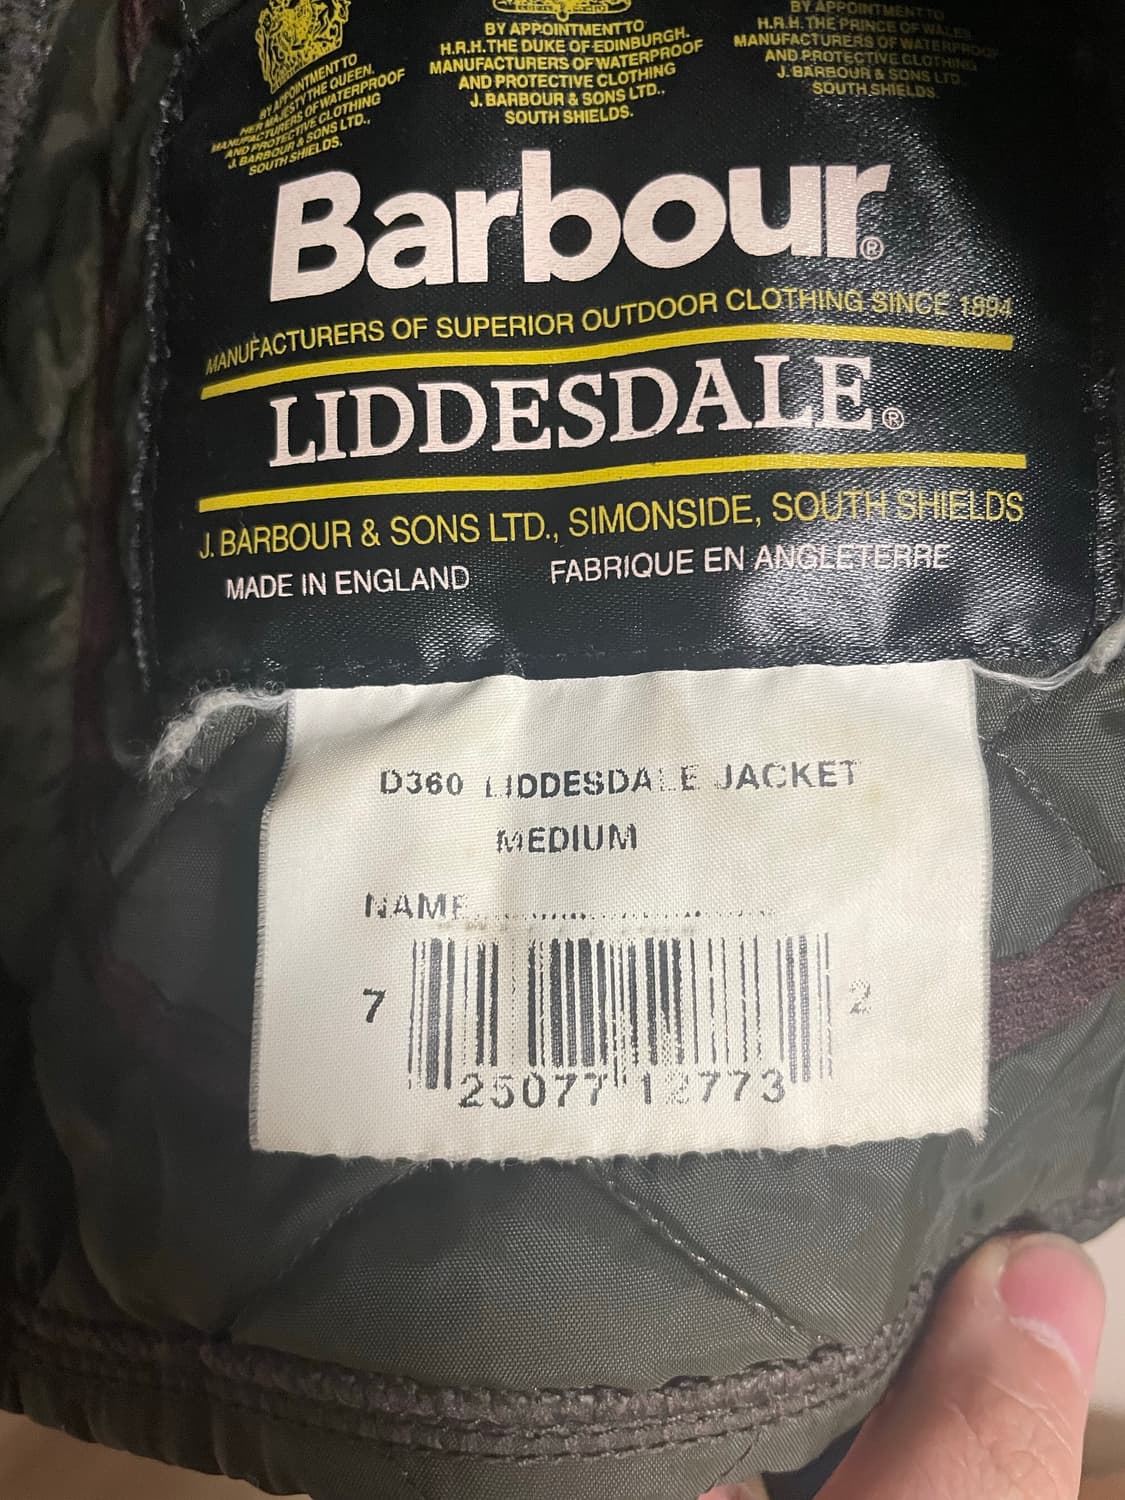 BY APPOINTMENT TO
HER MAJESTY THE QUEEN.
MANUFACTURERS OF WATERPROOF
AND PROTECTIVE CLOTHING
J. BARBOUR & SONS LTD.,
SOUTH SHIELDS.
BY APPOINTMENT TO
H.R.H. THE DUKE OF EDINBURGH.
MANUFACTURERS OF WATERPROOF
AND PROTECTIVE CLOTHING
J. BARBOUR & SONS LTD.,
SOUTH SHIELDS.
BY APPOINTMENT TO
H.R.H. THE PRINCE OF WALES
MANUFACTURERS OF WATERPROOF
AND PROTECTIVE CLOTHING
J. BARBOUR & SONS LTD.
SOUTH SHIELDS.
Barbour®
MANUFACTURERS OF SUPERIOR OUTDOOR CLOTHING SINCE 1894
LIDDESDALE®
J. BARBOUR & SONS LTD., SIMONSIDE, SOUTH SHIELDS
MADE IN ENGLAND FABRIQUE EN ANGLETERRE
D360 LIDDESDALE JACKET
MEDIUM
NAME..............................
7 25077 12773 2